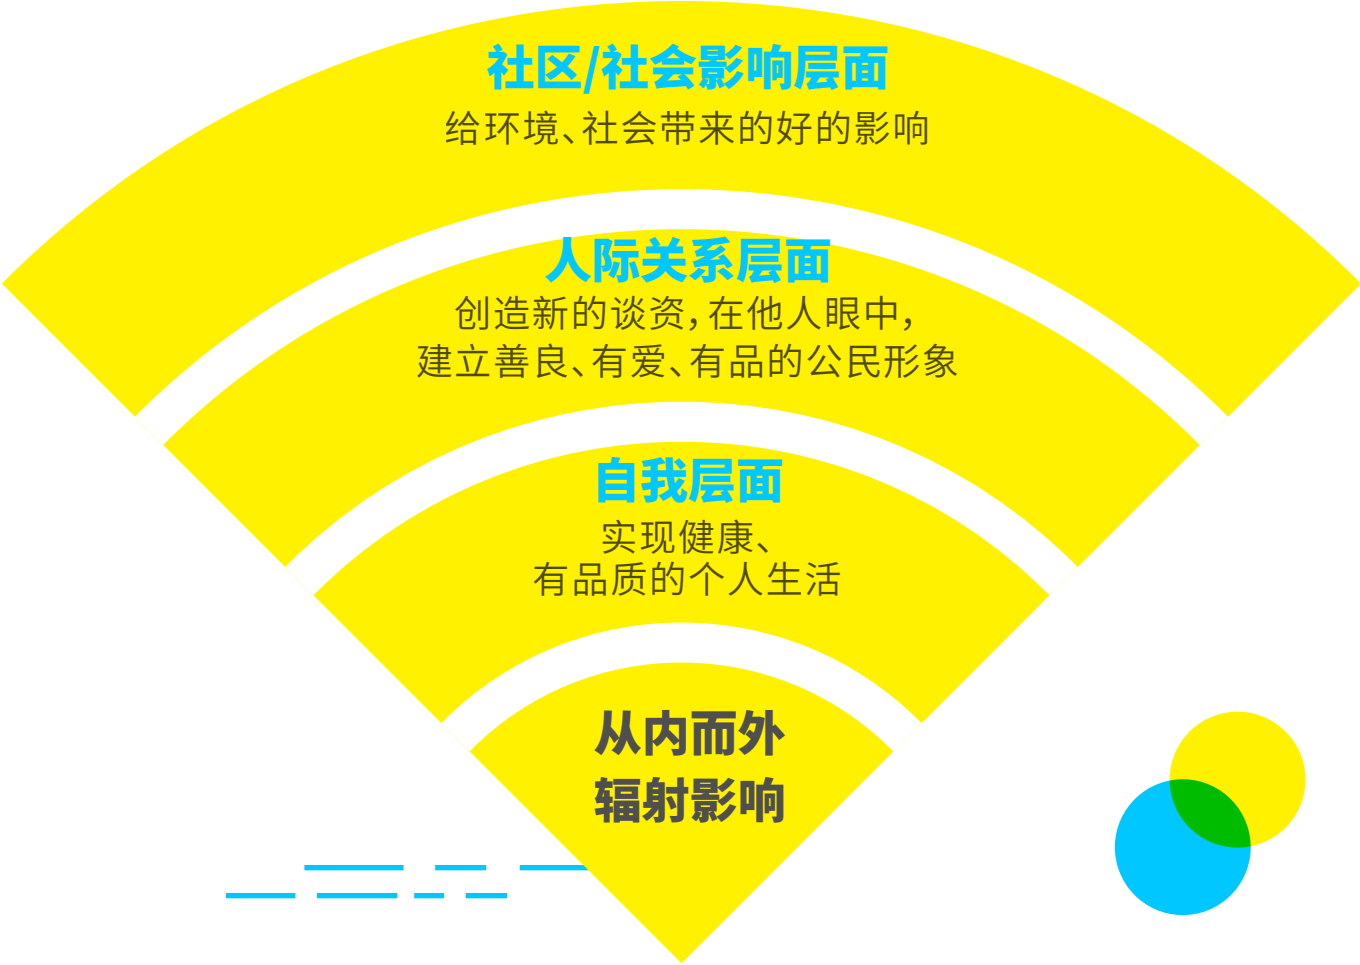 社区/社会影响层面
给环境、社会带来的好的影响
人际关系层面
创造新的谈资，在他人眼中，
建立善良、有爱、有品的公民形象
自我层面
实现健康、
有品质的个人生活
从内而外
辐射影响